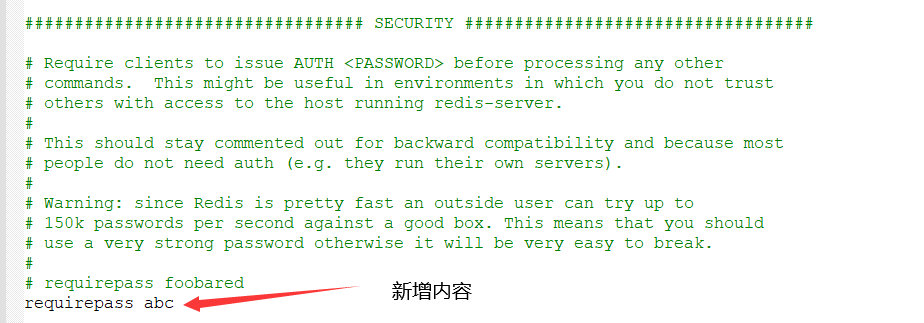 ################################## SECURITY ###################################
# Require clients to issue AUTH <PASSWORD> before processing any other
# commands.  This might be useful in environments in which you do not trust
# others with access to the host running redis-server.
#
# This should stay commented out for backward compatibility and because most
# people do not need auth (e.g. they run their own servers).
#
# Warning: since Redis is pretty fast an outside user can try up to
# 150k passwords per second against a good box. This means that you should
# use a very strong password otherwise it will be very easy to break.
#
# requirepass foobared
requirepass abc
新增内容